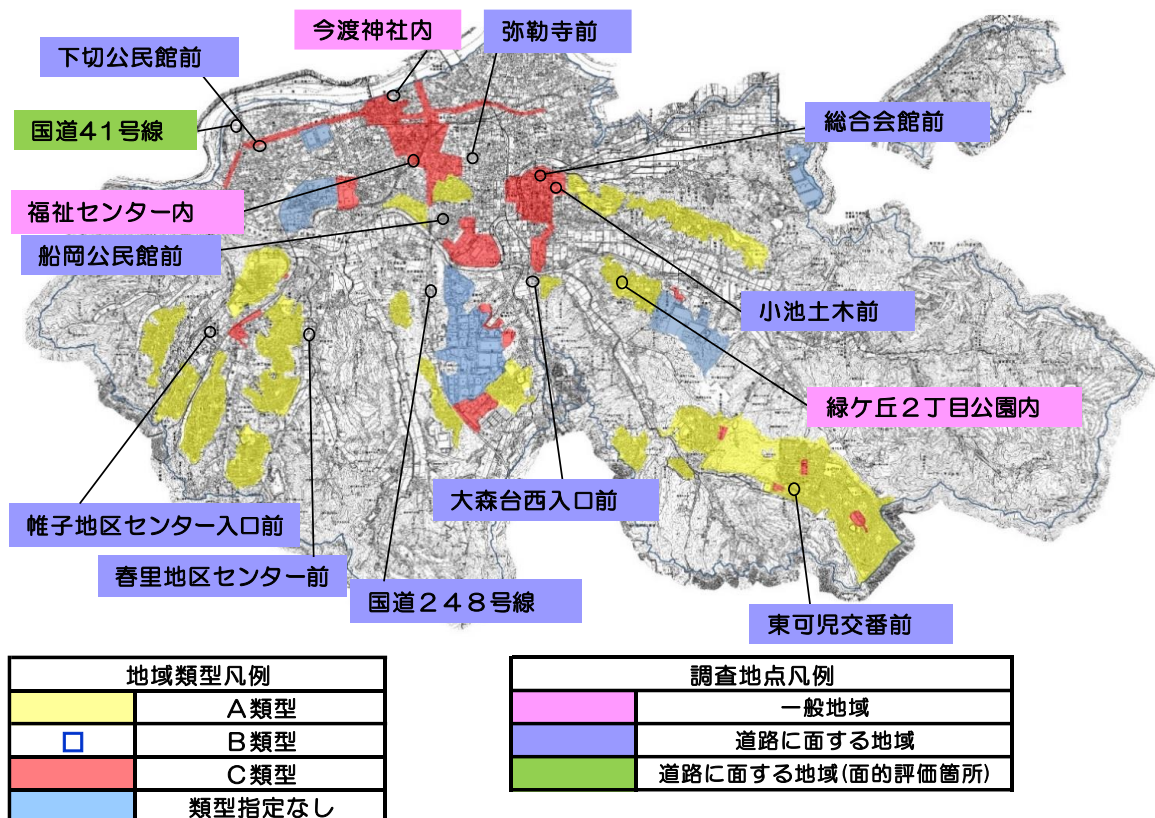 今渡神社内
弥勒寺前
下切公民館前
総合会館前
国道41号線
福祉センター内
船岡公民館前
小池土木前
緑ケ丘２丁目公園内
大森台西入口前
帷子地区センター入口前
春里地区センター前
国道２４８号線
東可児交番前
地域類型凡例
Ａ類型
Ｂ類型
Ｃ類型
類型指定なし
調査地点凡例
一般地域
道路に面する地域
道路に面する地域(面的評価箇所)